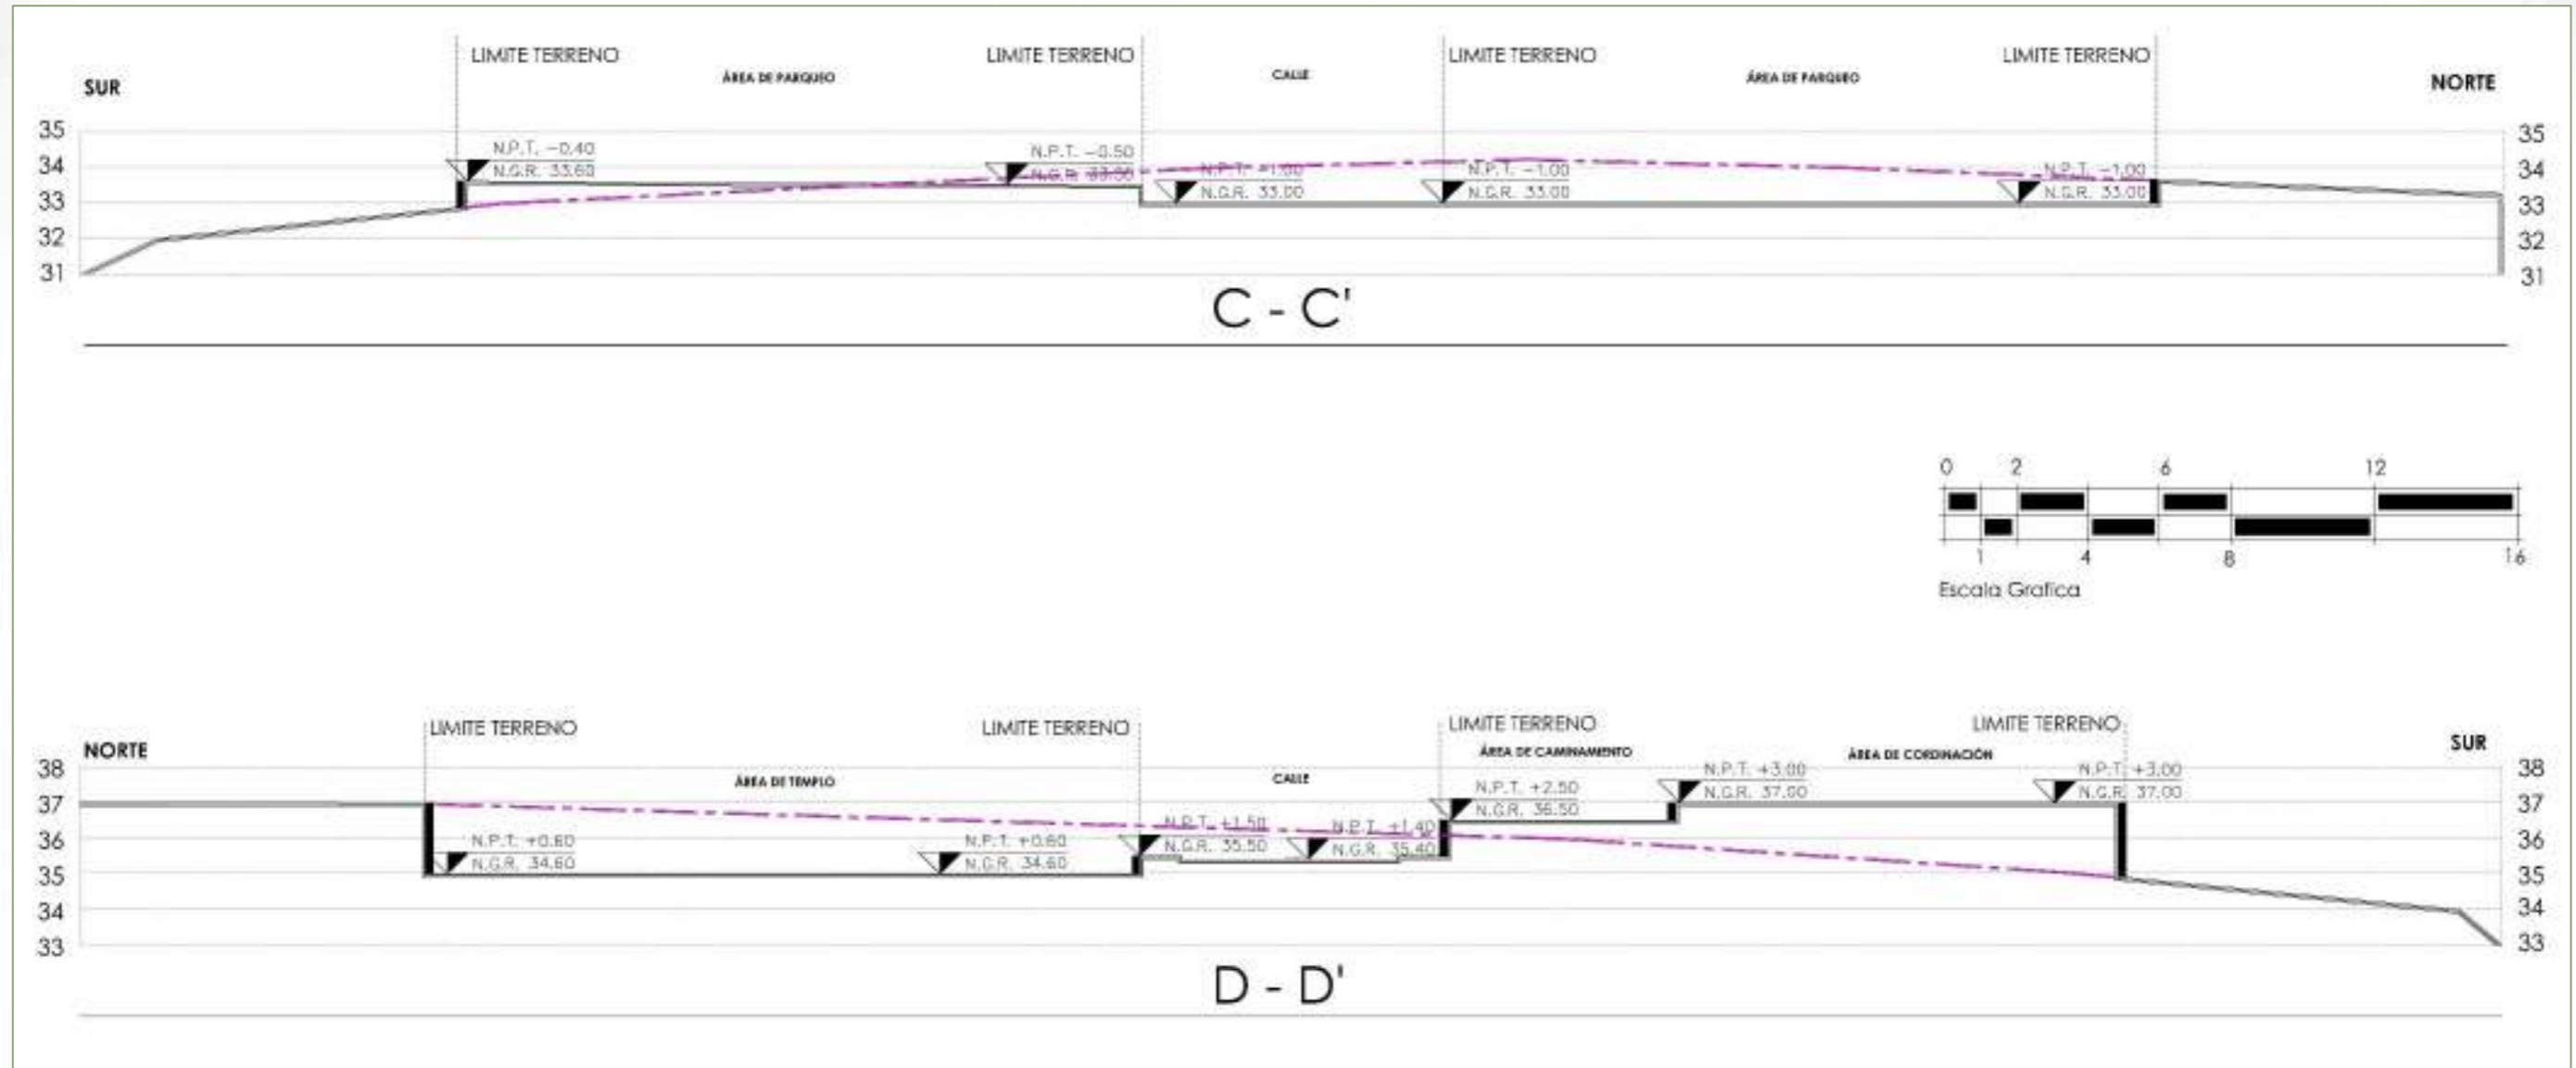 LIMITE TERRENO
LIMITE TERRENO
LIMITE TERRENO
LIMITE TERRENO
SUR
ÁREA DE PARQUEO
CALLE
ÁREA DE PARQUEO
NORTE
35
34
33
32
31
N.P.T. -0.40
N.G.R. 33.60
N.P.T. -0.50
N.G.R.
N.P.T. -1.00
N.G.R. 33.00
N.P.T. -1.00
N.G.R. 33.00
N.P.T. -1.00
N.G.R. 33.00
35
34
33
32
31
C - C'
0 2 6 12
1 4 8 16
Escala Grafica
LIMITE TERRENO
LIMITE TERRENO
LIMITE TERRENO
LIMITE TERRENO
NORTE
ÁREA DE TEMPLO
CALLE
ÁREA DE CAMINAMIENTO
ÁREA DE CORDINACIÓN
SUR
38
37
36
35
34
33
N.P.T. +0.60
N.G.R. 34.60
N.P.T. +0.60
N.G.R. 34.60
N.P.T. +1.50
N.G.R. 35.50
N.P.T. +1.40
N.G.R. 35.40
N.P.T. +2.50
N.G.R. 36.50
N.P.T. +3.00
N.G.R. 37.00
N.P.T. +3.00
N.G.R. 37.00
38
37
36
35
34
33
D - D'